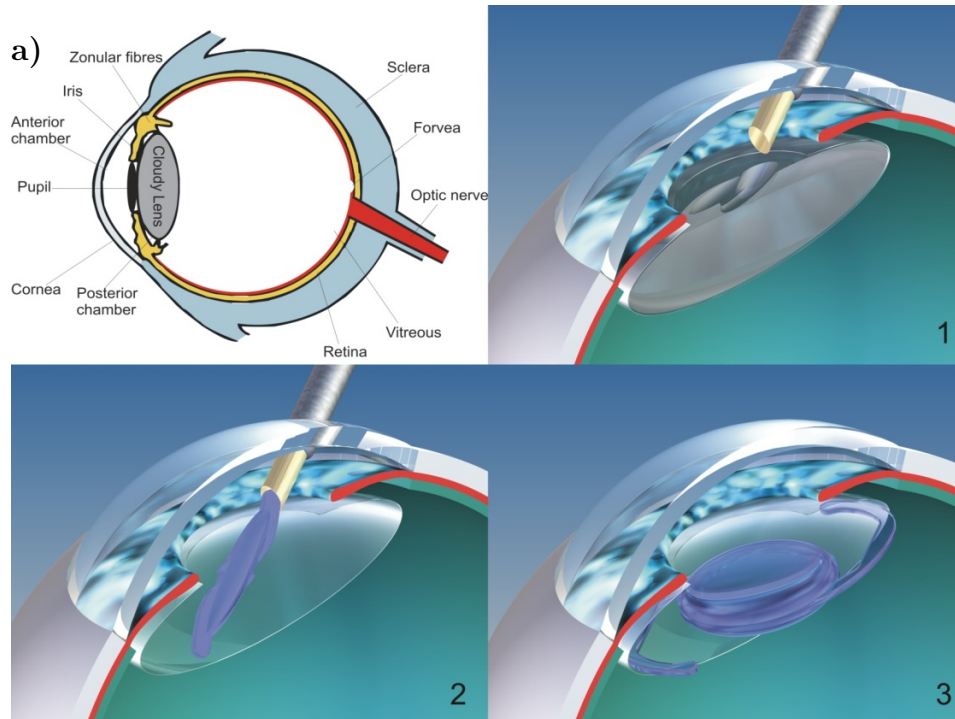 a)
Zonular fibres
Iris
Anterior
chamber
Pupil
Cornea
Posterior
chamber
Cloudy Lens
Sclera
Forvea
Optic nerve
Vitreous
Retina
1
2
3